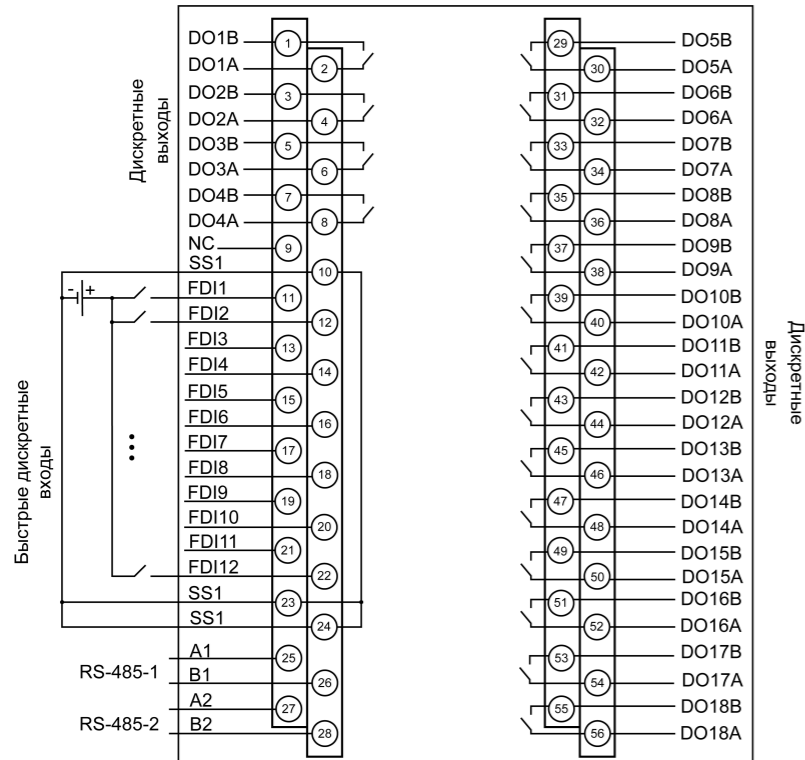 Дискретные
выходы
DO1B 1
DO1A 2
DO2B 3
DO2A 4
DO3B 5
DO3A 6
DO4B 7
DO4A 8
NC 9
SS1 10
- +
FDI1 11
FDI2 12
FDI3 13
FDI4 14
FDI5 15
FDI6 16
FDI7 17
FDI8 18
FDI9 19
FDI10 20
FDI11 21
FDI12 22
SS1 23
SS1 24
Быстрые дискретные
входы
RS-485-1
A1 25
B1 26
RS-485-2
A2 27
B2 28
29 DO5B
30 DO5A
31 DO6B
32 DO6A
33 DO7B
34 DO7A
35 DO8B
36 DO8A
37 DO9B
38 DO9A
39 DO10B
40 DO10A
41 DO11B
42 DO11A
43 DO12B
44 DO12A
45 DO13B
46 DO13A
47 DO14B
48 DO14A
49 DO15B
50 DO15A
51 DO16B
52 DO16A
53 DO17B
54 DO17A
55 DO18B
56 DO18A
Дискретные
выходы